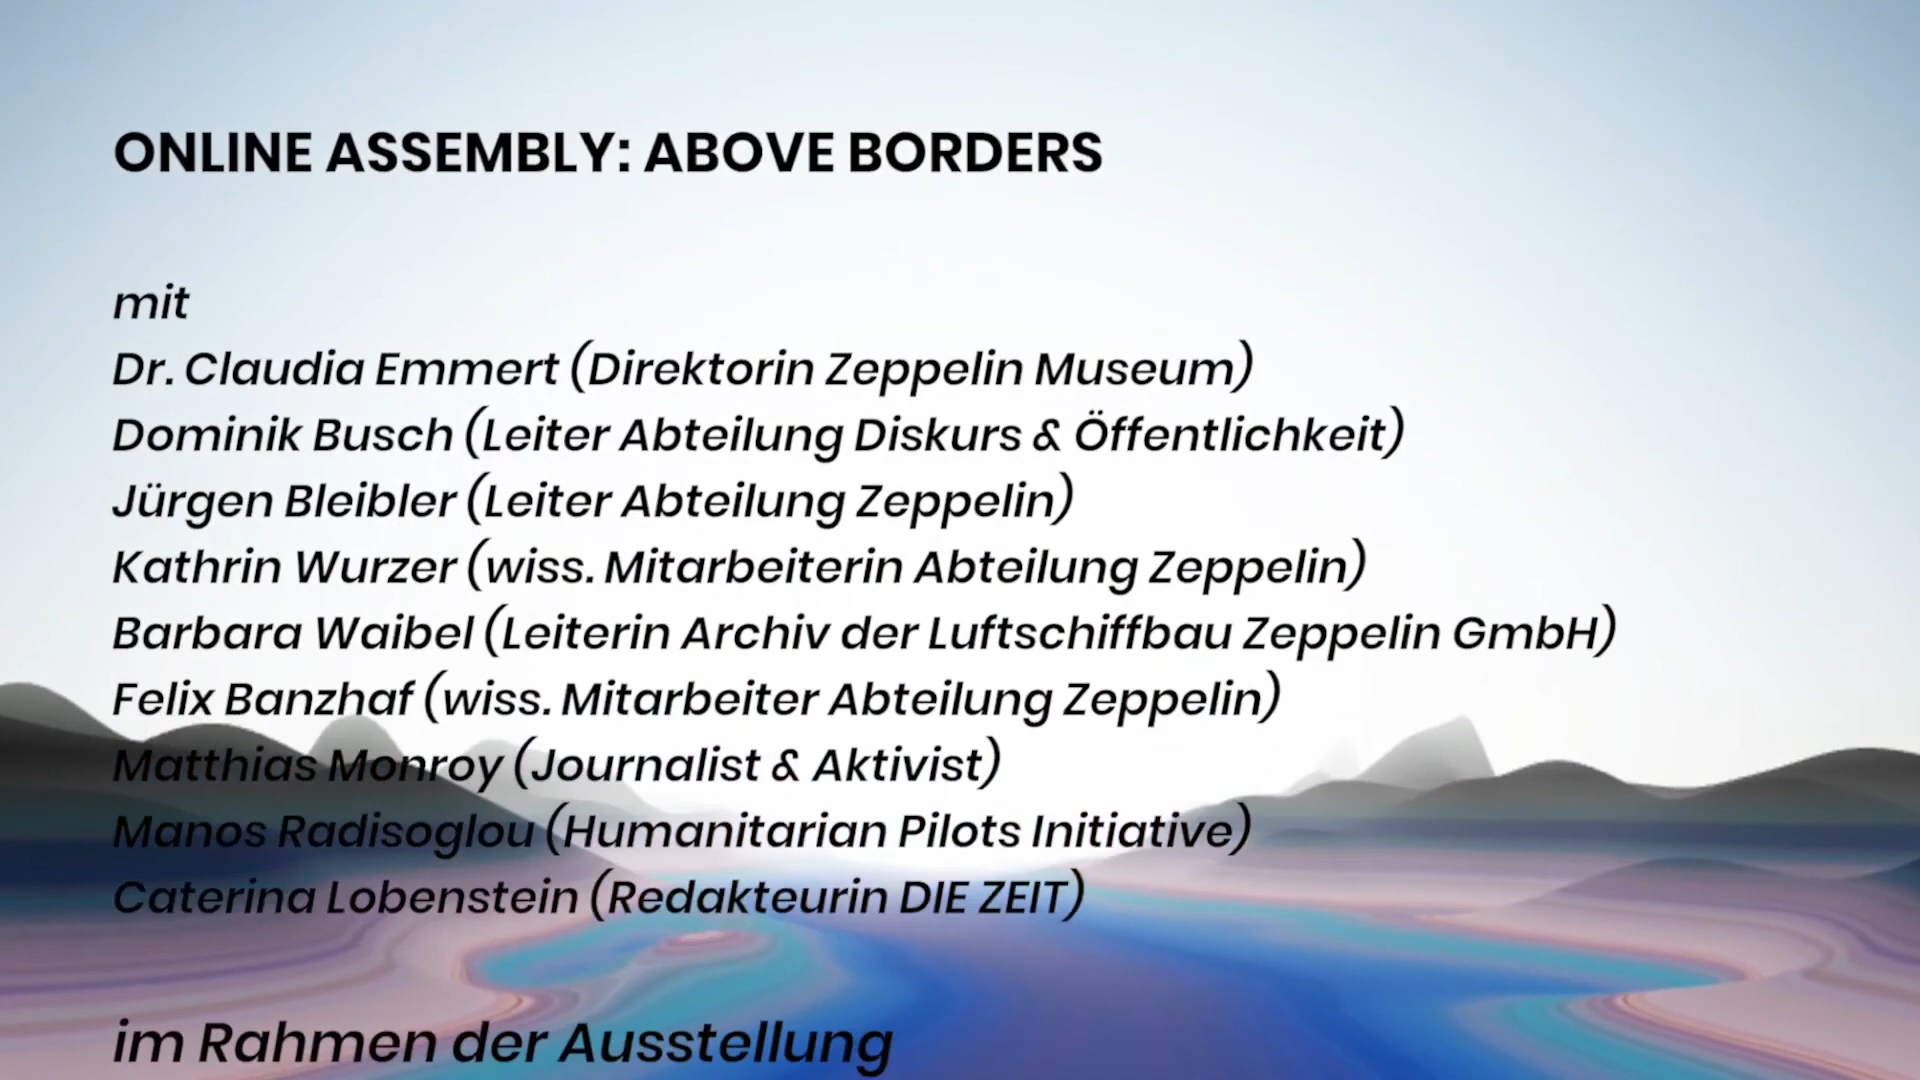 ONLINE ASSEMBLY: ABOVE BORDERS
mit
Dr. Claudia Emmert (Direktorin Zeppelin Museum)
Dominik Busch (Leiter Abteilung Diskurs & Öffentlichkeit)
Jürgen Bleibler (Leiter Abteilung Zeppelin)
Kathrin Wurzer (wiss. Mitarbeiterin Abteilung Zeppelin)
Barbara Waibel (Leiterin Archiv der Luftschiffbau Zeppelin GmbH)
Felix Banzhaf (wiss. Mitarbeiter Abteilung Zeppelin)
Matthias Monroy (Journalist & Aktivist)
Manos Radisoglou (Humanitarian Pilots Initiative)
Caterina Lobenstein (Redakteurin DIE ZEIT)
im Rahmen der Ausstellung